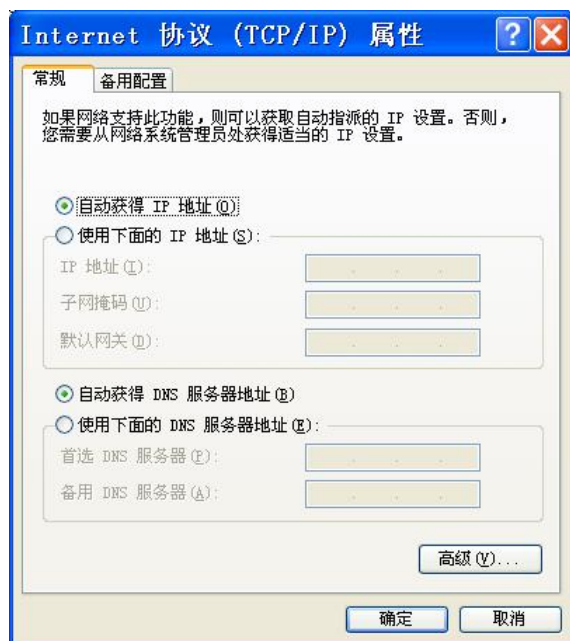 Internet 协议 (TCP/IP) 属性
常规 备用配置
如果网络支持此功能，则可以获取自动指派的 IP 设置。否则，
您需要从网络系统管理员处获得适当的 IP 设置。
自动获得 IP 地址(O)
使用下面的 IP 地址(S):
IP 地址(I):
子网掩码(U):
默认网关(D):
自动获得 DNS 服务器地址(B)
使用下面的 DNS 服务器地址(E):
首选 DNS 服务器(P):
备用 DNS 服务器(A):
高级(V)...
确定 取消